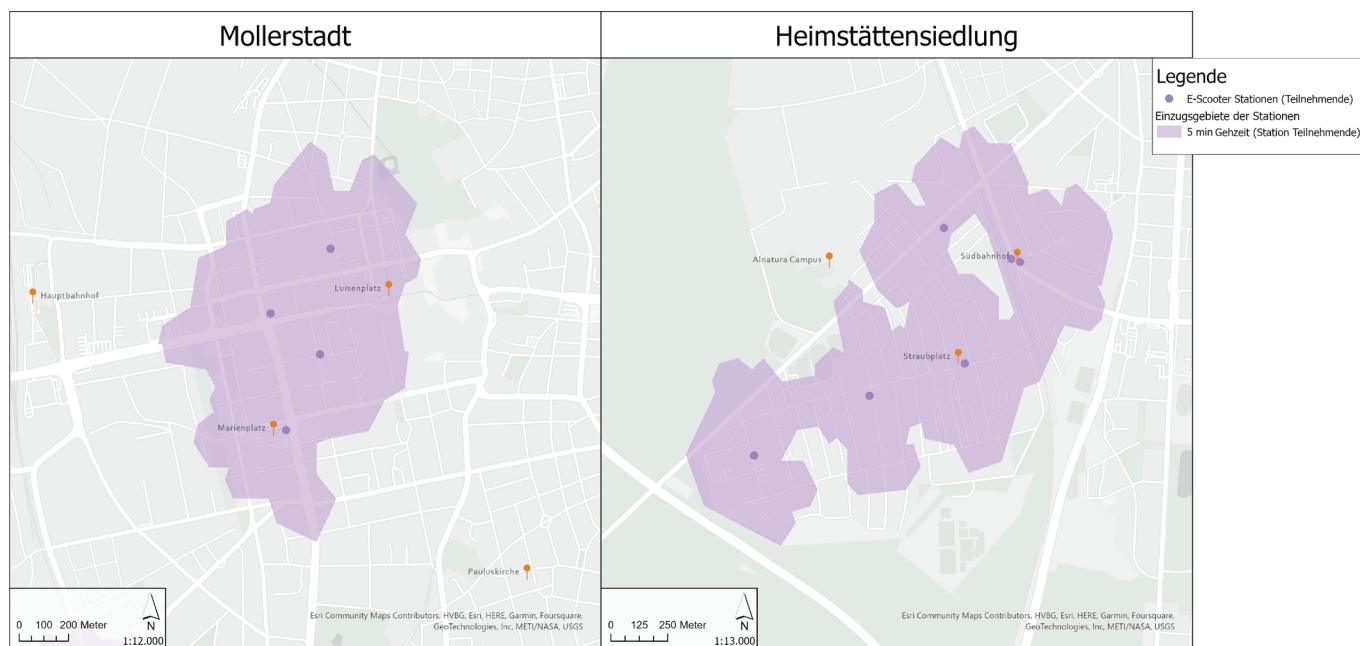 Mollerstadt
Heimstättensiedlung
Legende
E-Scooter Stationen (Teilnehmende)
Einzugsgebiete der Stationen
5 min Gehzeit (Station Teilnehmende)
Hauptbahnhof
Luisenplatz
Marienplatz
Pauluskirche
0 100 200 Meter
N
1:12.000
Esri Community Maps Contributors, HVBG, Esri, HERE, Garmin, Foursquare,
GeoTechnologies, Inc, METI/NASA, USGS
Alnatura Campus
Südbahnhof
Straubplatz
0 125 250 Meter
N
1:13.000
Esri Community Maps Contributors, HVBG, Esri, HERE, Garmin, Foursquare,
GeoTechnologies, Inc, METI/NASA, USGS